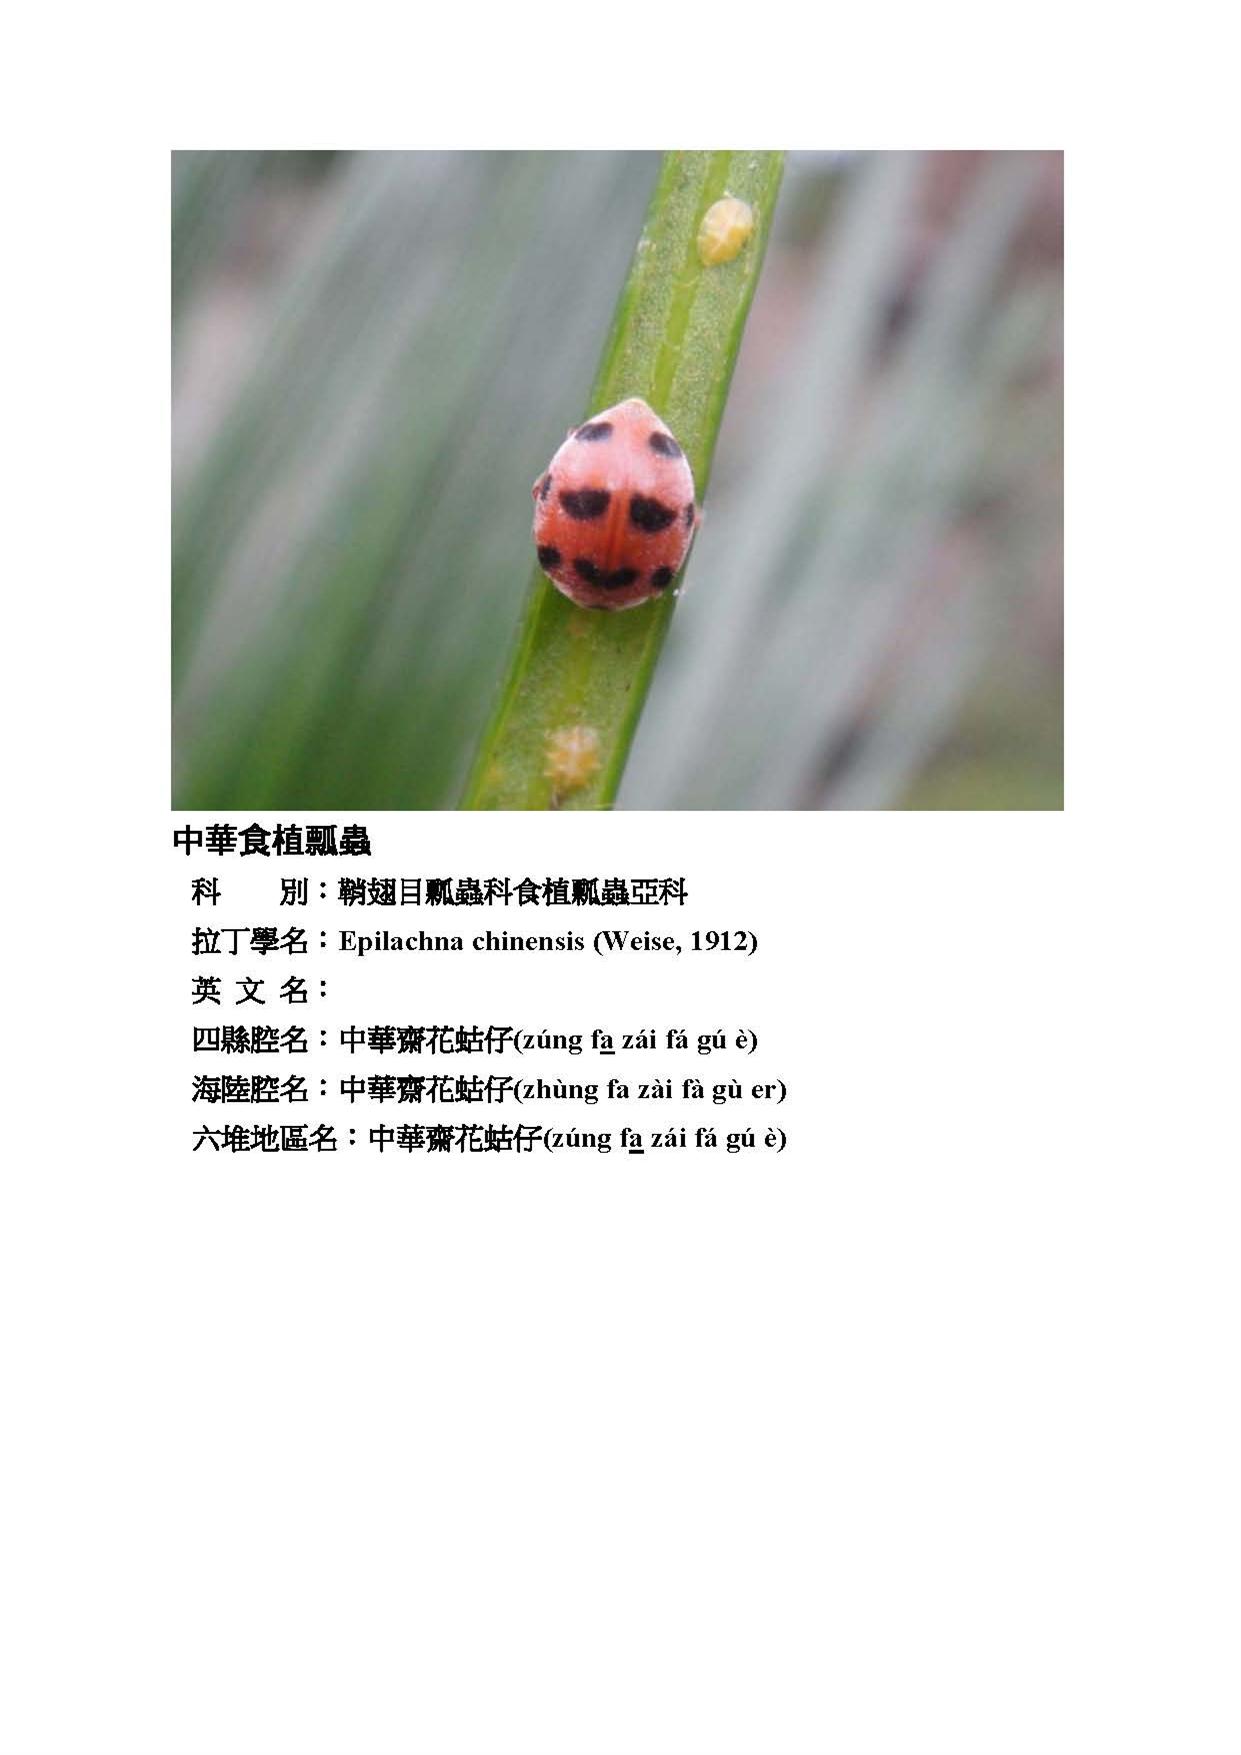 中華食植瓢蟲
科　　別：鞘翅目瓢蟲科食植瓢蟲亞科
拉丁學名：Epilachna chinensis (Weise, 1912)
英 文 名：
四縣腔名：中華齋花蛄仔(zúng fa zái fá gú è)
海陸腔名：中華齋花蛄仔(zhùng fa zài fà gù er)
六堆地區名：中華齋花蛄仔(zúng fa zái fá gú è)